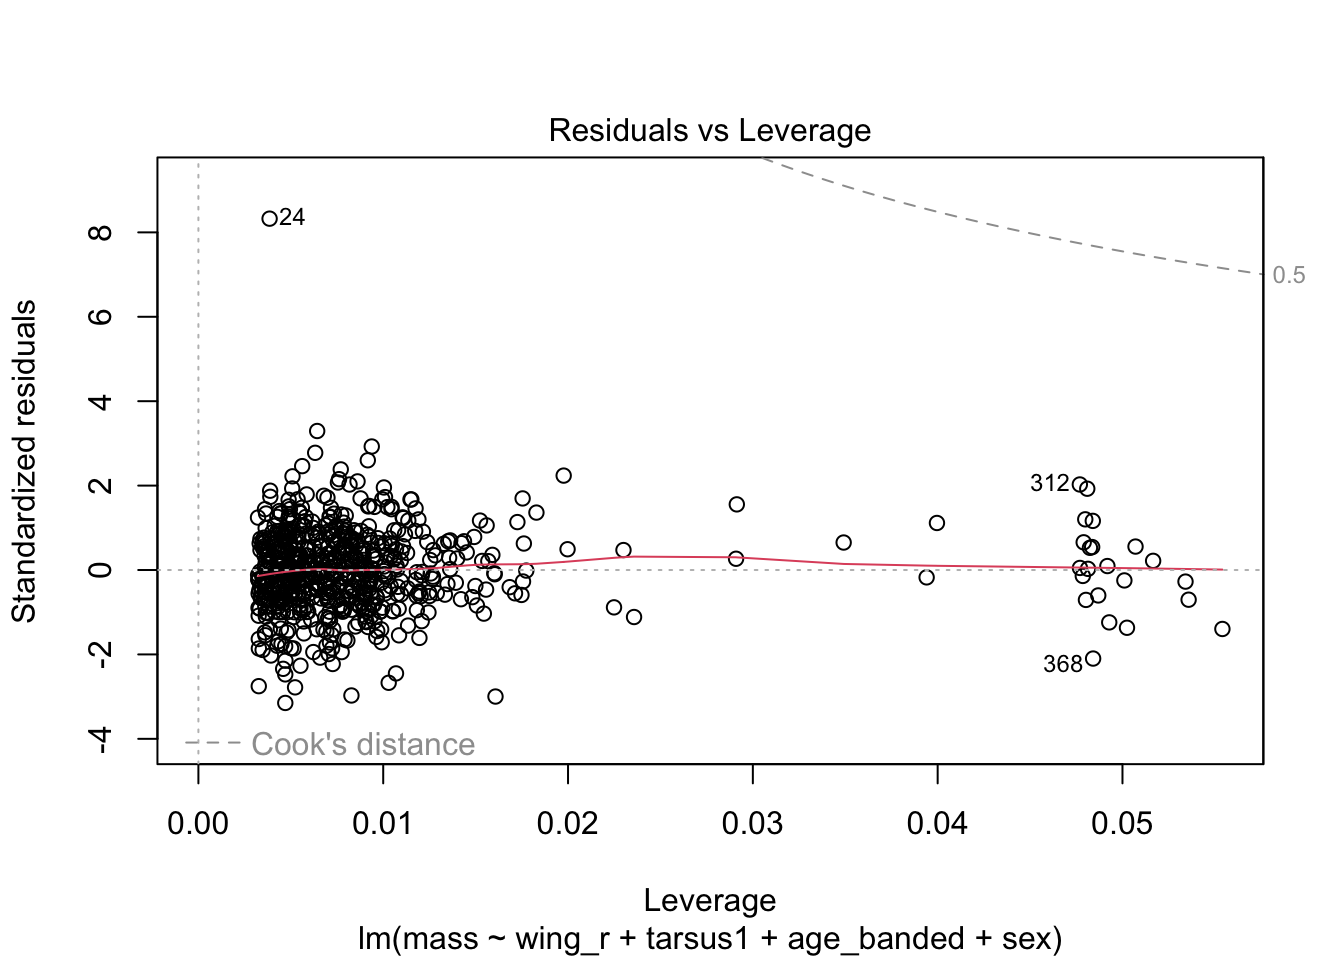 Residuals vs Leverage
Standardized residuals
8
6
4
2
0
-2
-4
24
312
368
0.5
Cook's distance
0.00 0.01 0.02 0.03 0.04 0.05
Leverage
lm(mass ~ wing_r + tarsus1 + age_banded + sex)